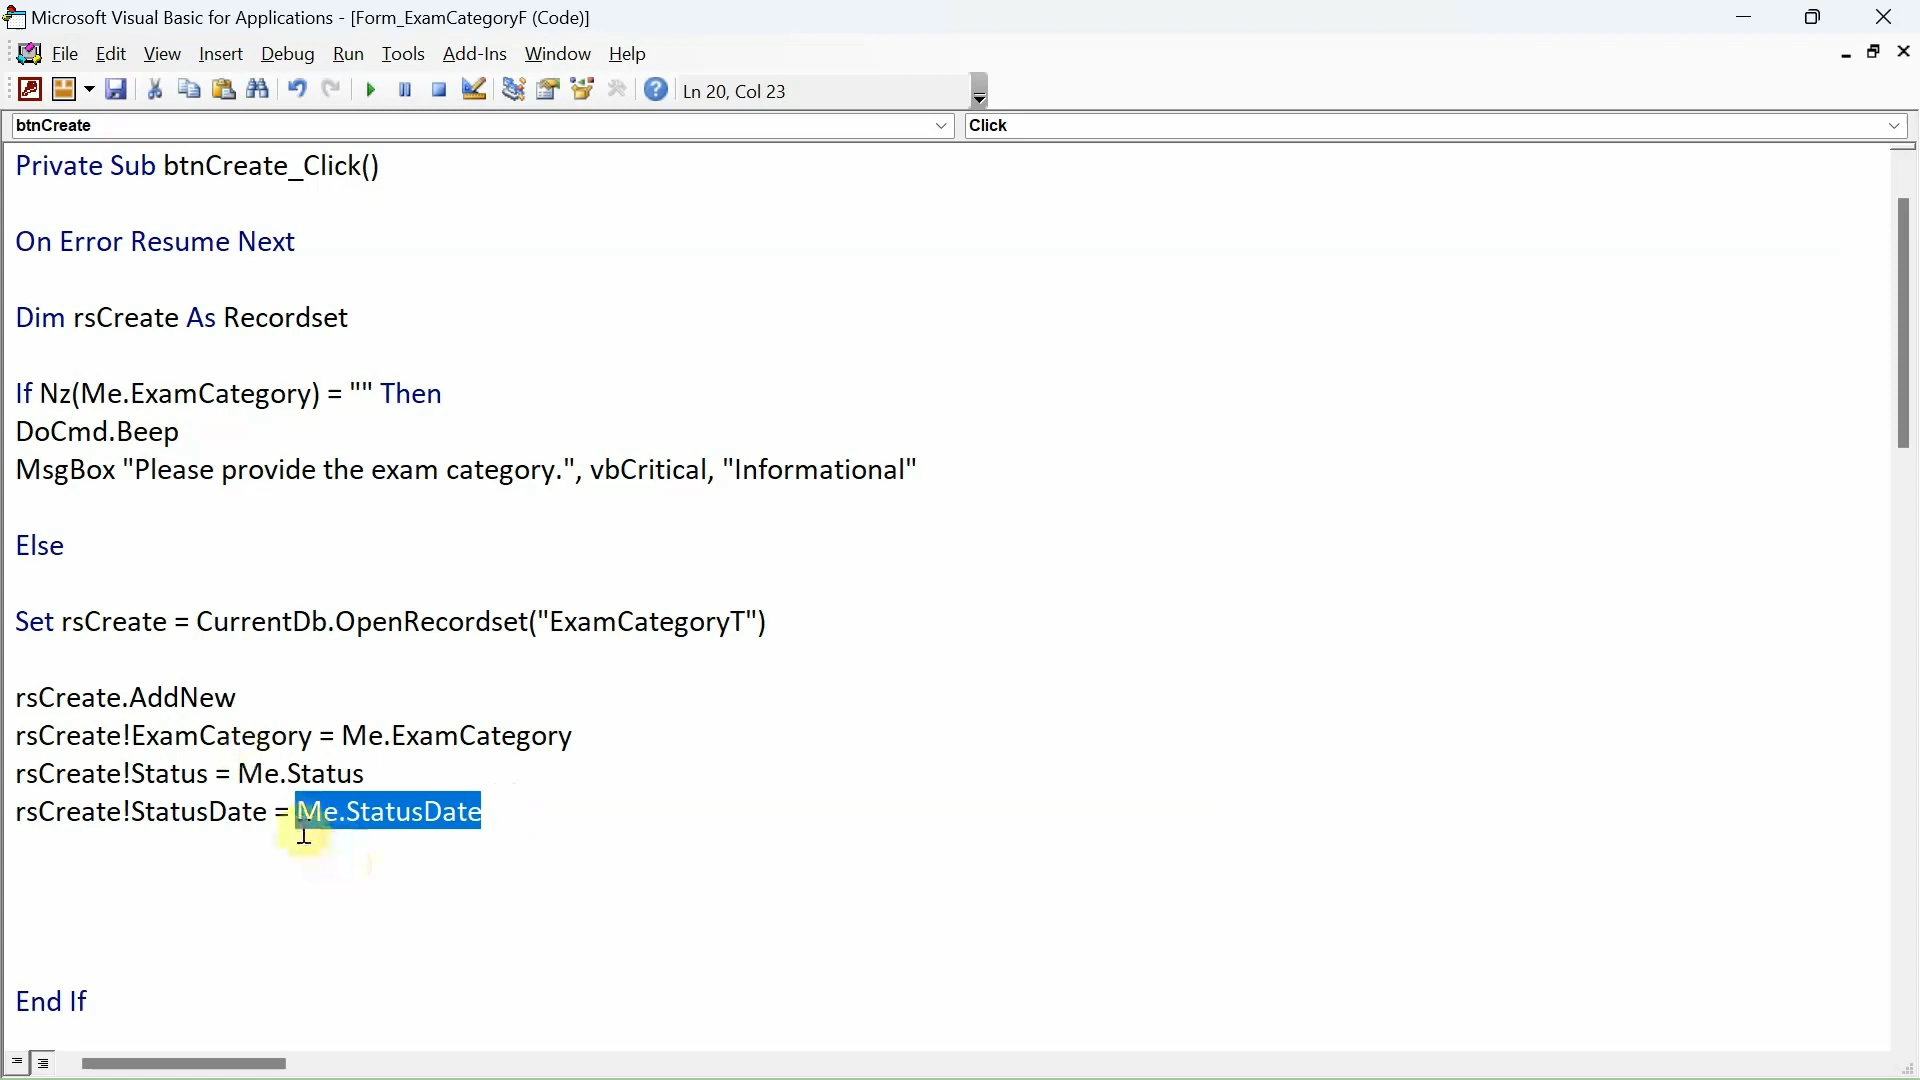 Microsoft Visual Basic for Applications - [Form_ExamCategoryF (Code)]
File Edit View Insert Debug Run Tools Add-Ins Window Help
Ln 20, Col 23
btnCreate Click
Private Sub btnCreate_Click()
On Error Resume Next
Dim rsCreate As Recordset
If Nz(Me.ExamCategory) = "" Then
DoCmd.Beep
MsgBox "Please provide the exam category.", vbCritical, "Informational"
Else
Set rsCreate = CurrentDb.OpenRecordset("ExamCategoryT")
rsCreate.AddNew
rsCreate!ExamCategory = Me.ExamCategory
rsCreate!Status = Me.Status
rsCreate!StatusDate = Me.StatusDate
End If